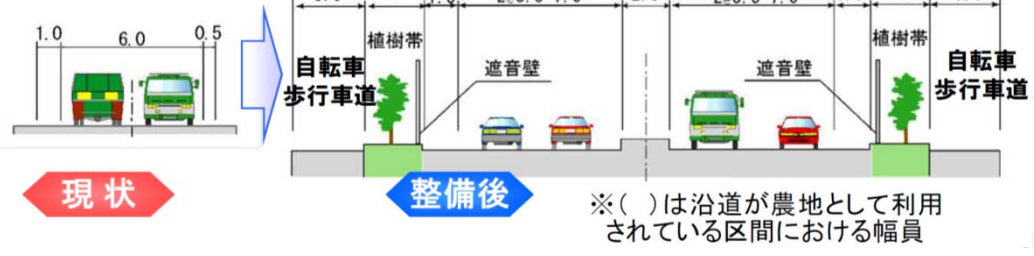 1.0
6.0
0.5
植樹帯
植樹帯
自転車
歩行車道
遮音壁
遮音壁
自転車
歩行車道
現状
整備後
※( )は沿道が農地として利用
されている区間における幅員